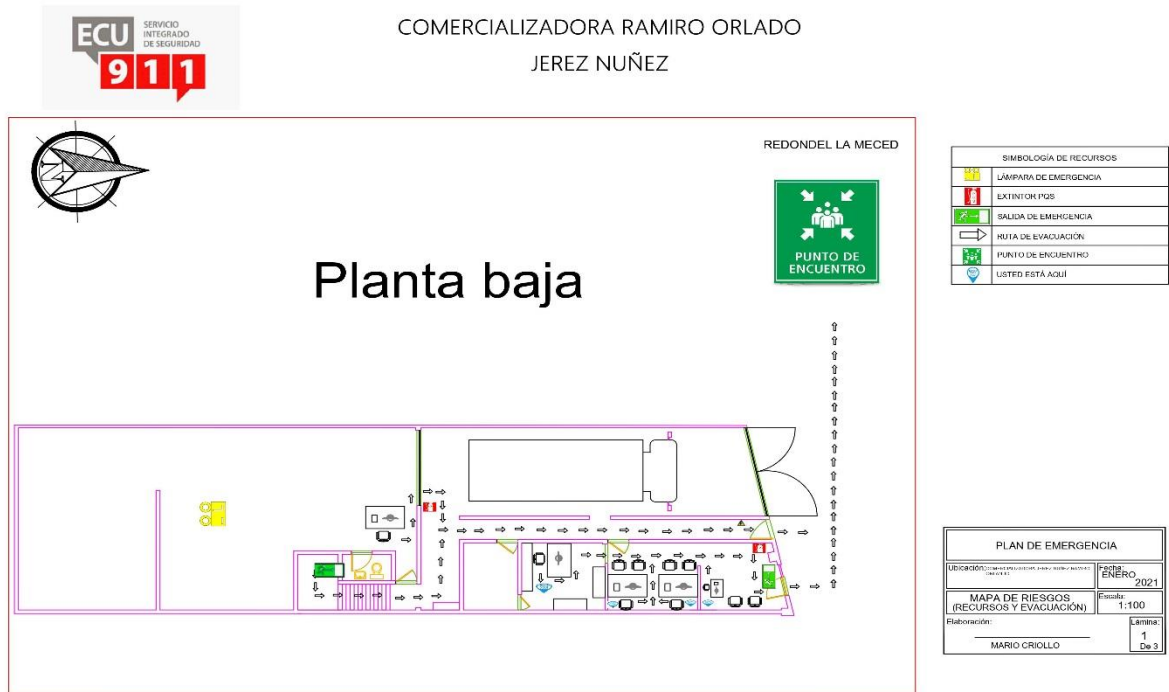 ECU
911
SERVICIO
INTEGRADO
DE SEGURIDAD
COMERCIALIZADORA RAMIRO ORLADO
JEREZ NUÑEZ
N
REDONDEL LA MECED
PUNTO DE
ENCUENTRO
Planta baja
SIMBOLOGÍA DE RECURSOS
LÁMPARA DE EMERGENCIA
EXTINTOR PQS
SALIDA DE EMERGENCIA
RUTA DE EVACUACIÓN
PUNTO DE ENCUENTRO
USTED ESTÁ AQUÍ
PLAN DE EMERGENCIA
Ubicación:
Fecha:
ENERO
2021
MAPA DE RIESGOS
(RECURSOS Y EVACUACIÓN)
Escala:
1:100
Elaboración:
MARIO CRIOLLO
Lámina:
1
De 3